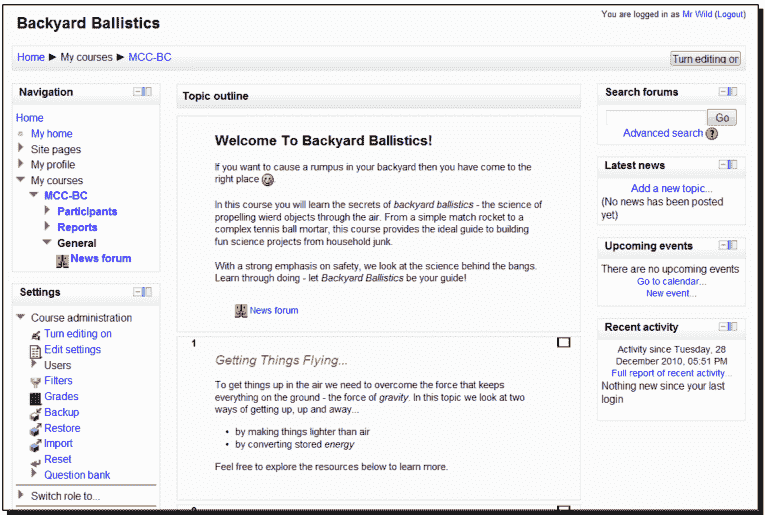 Backyard Ballistics
You are logged in as Mr Wild (Logout)
Home ► My courses ► MCC-BC
Turn editing on
Navigation
Home
My home
Site pages
My profile
My courses
MCC-BC
Participants
Reports
General
News forum
Settings
Course administration
Turn editing on
Edit settings
Users
Filters
Grades
Backup
Restore
Import
Reset
Question bank
Switch role to...
Topic outline
Welcome To Backyard Ballistics!
If you want to cause a rumpus in your backyard then you have come to the
right place
In this course you will learn the secrets of backyard ballistics - the science of
propelling wierd objects through the air. From a simple match rocket to a
complex tennis ball mortar, this course provides the ideal guide to building
fun science projects from household junk.
With a strong emphasis on safety, we look at the science behind the bangs.
Learn through doing - let Backyard Ballistics be your guide!
News forum
1
Getting Things Flying...
To get things up in the air we need to overcome the force that keeps
everything on the ground - the force of gravity. In this topic we look at two
ways of getting up, up and away...
• by making things lighter than air
• by converting stored energy
Feel free to explore the resources below to learn more.
Search forums
Go
Advanced search ?
Latest news
Add a new topic...
(No news has been posted
yet)
Upcoming events
There are no upcoming events
Go to calendar...
New event...
Recent activity
Activity since Tuesday, 28
December 2010, 05:51 PM
Full report of recent activity...
Nothing new since your last
login